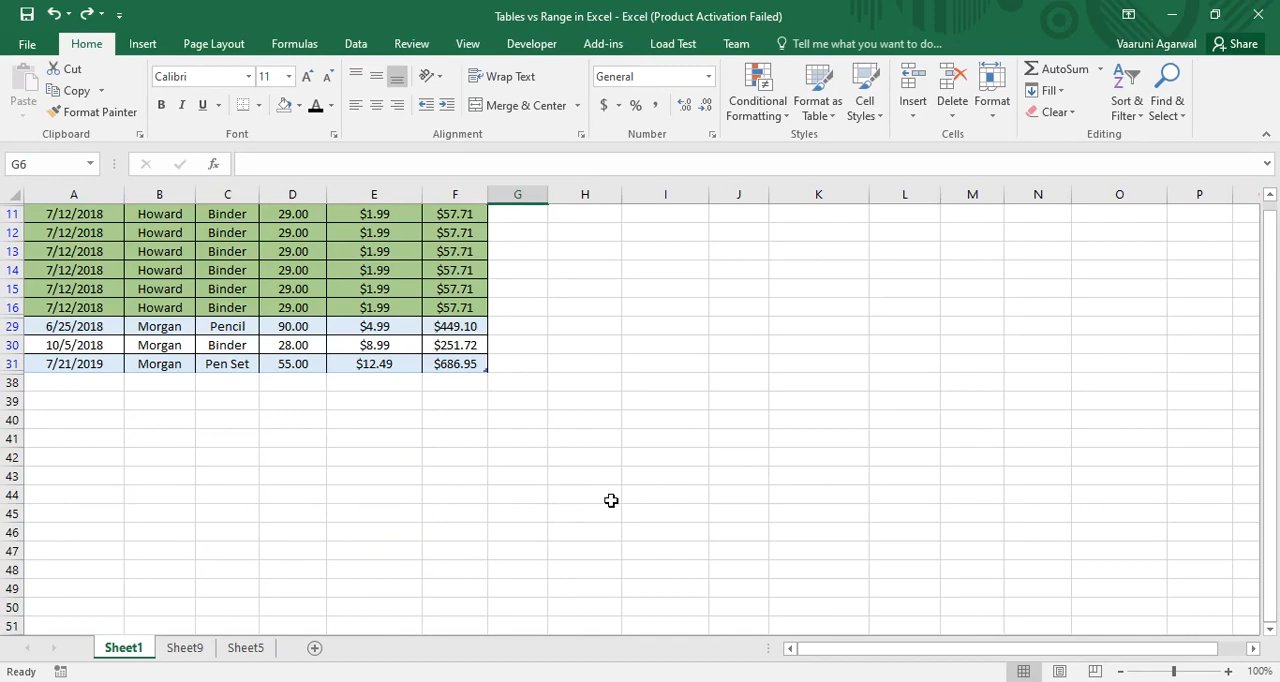 Tables vs Range in Excel - Excel (Product Activation Failed)
File Home Insert Page Layout Formulas Data Review View Developer Add-ins Load Test Team Tell me what you want to do... Vaaruni Agarwal Share
Paste
Cut
Copy
Format Painter
Clipboard
Calibri 11
B I U A
Font
Wrap Text
Merge & Center
Alignment
General
$ % ,
Number
Conditional Formatting
Format as Table
Cell Styles
Styles
Insert Delete Format
Cells
AutoSum
Fill
Clear
Sort & Filter
Find & Select
Editing
G6 fx
A B C D E F G H I J K L M N O P
11 7/12/2018 Howard Binder 29.00 $1.99 $57.71
12 7/12/2018 Howard Binder 29.00 $1.99 $57.71
13 7/12/2018 Howard Binder 29.00 $1.99 $57.71
14 7/12/2018 Howard Binder 29.00 $1.99 $57.71
15 7/12/2018 Howard Binder 29.00 $1.99 $57.71
16 7/12/2018 Howard Binder 29.00 $1.99 $57.71
29 6/25/2018 Morgan Pencil 90.00 $4.99 $449.10
30 10/5/2018 Morgan Binder 28.00 $8.99 $251.72
31 7/21/2019 Morgan Pen Set 55.00 $12.49 $686.95
38
39
40
41
42
43
44
45
46
47
48
49
50
51
Sheet1 Sheet9 Sheet5
Ready 100%